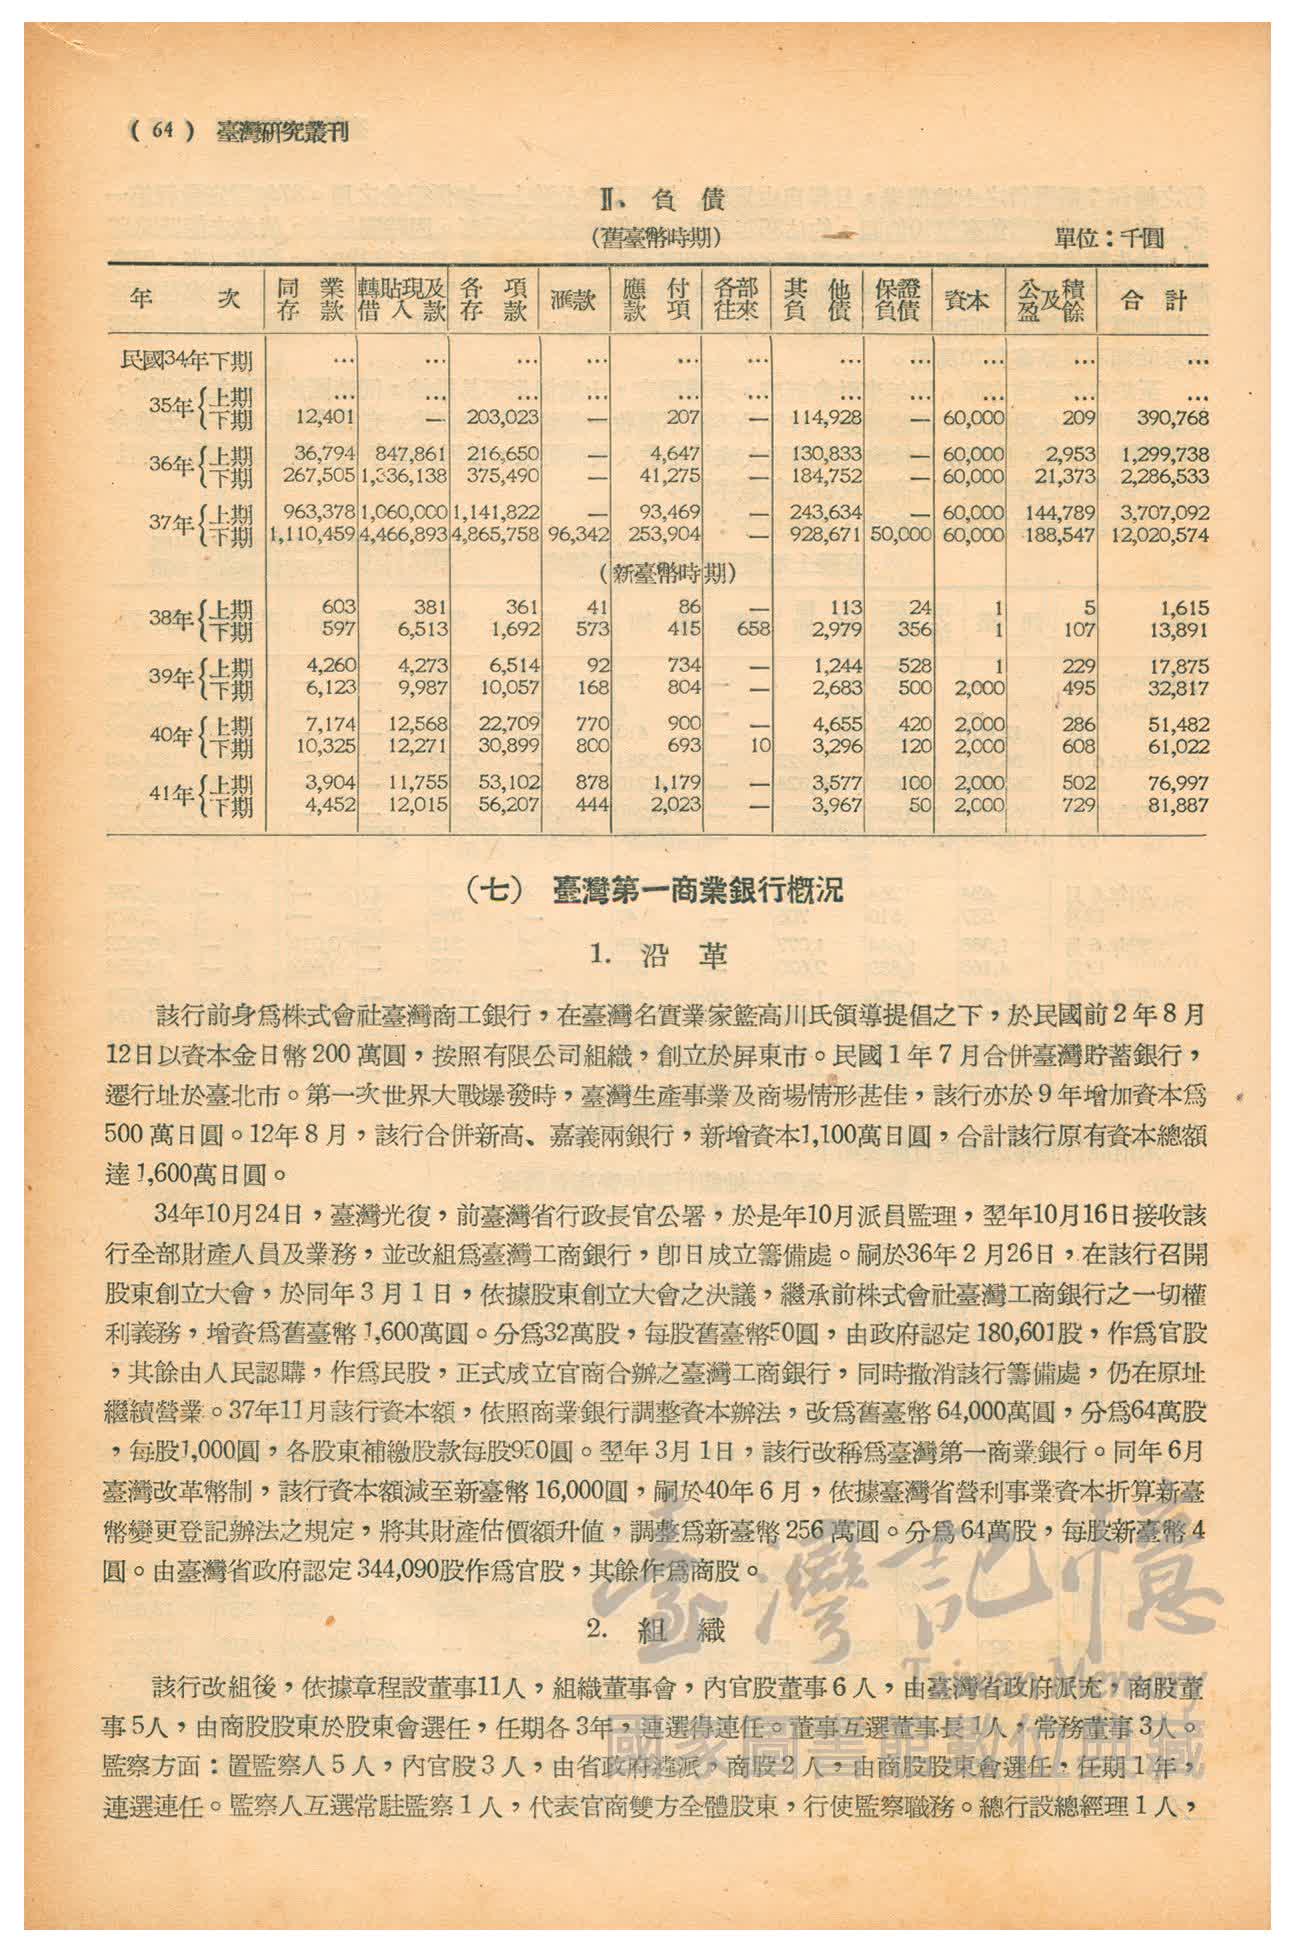 ( 64 ) 臺灣研究叢刊
Ⅱ、負債
(舊臺幣時期) 單位：千圓
年 次 同業存款 轉貼現及借入款 各項存款 滙款 應付款項 各部往來 其他負債 保證負債 資本 公積及盈餘 合計
民國34年下期 … … … … … … … … … … …
35年 上期 … … … … … … … … … … …
下期 12,401 — 203,023 — 207 — 114,928 — 60,000 209 390,768
36年 上期 36,794 847,861 216,650 — 4,647 — 130,833 — 60,000 2,953 1,299,738
下期 267,505 1,336,138 375,490 — 41,275 — 184,752 — 60,000 21,373 2,286,533
37年 上期 963,378 1,060,000 1,141,822 — 93,469 — 243,634 — 60,000 144,789 3,707,092
下期 1,110,459 4,466,893 4,865,758 96,342 253,904 — 928,671 50,000 60,000 188,547 12,020,574
(新臺幣時期)
38年 上期 603 381 361 41 86 — 113 24 1 5 1,615
下期 597 6,513 1,692 573 415 658 2,979 356 1 107 13,891
39年 上期 4,260 4,273 6,514 92 734 — 1,244 528 1 229 17,875
下期 6,123 9,987 10,057 168 804 — 2,683 500 2,000 495 32,817
40年 上期 7,174 12,568 22,709 770 900 — 4,655 420 2,000 286 51,482
下期 10,325 12,271 30,899 800 693 10 3,296 120 2,000 608 61,022
41年 上期 3,904 11,755 53,102 878 1,179 — 3,577 100 2,000 502 76,997
下期 4,452 12,015 56,207 444 2,023 — 3,967 50 2,000 729 81,887
(七) 臺灣第一商業銀行概況
1. 沿 革
該行前身爲株式會社臺灣商工銀行，在臺灣名實業家籃高川氏領導提倡之下，於民國前2年8月
12日以資本金日幣200萬圓，按照有限公司組織，創立於屏東市。民國1年7月合併臺灣貯蓄銀行，
遷行址於臺北市。第一次世界大戰爆發時，臺灣生產事業及商場情形甚佳，該行亦於9年增加資本爲
500萬日圓。12年8月，該行合併新高、嘉義兩銀行，新增資本1,100萬日圓，合計該行原有資本總額
達1,600萬日圓。
34年10月24日，臺灣光復，前臺灣省行政長官公署，於是年10月派員監理，翌年10月16日接收該
行全部財產人員及業務，並改組爲臺灣工商銀行，卽日成立籌備處。嗣於36年2月26日，在該行召開
股東創立大會，於同年3月1日，依據股東創立大會之決議，繼承前株式會社臺灣工商銀行之一切權
利義務，增資爲舊臺幣1,600萬圓。分爲32萬股，每股舊臺幣50圓，由政府認定180,601股，作爲官股
，其餘由人民認購，作爲民股，正式成立官商合辦之臺灣工商銀行，同時撤消該行籌備處，仍在原址
繼續營業。37年11月該行資本額，依照商業銀行調整資本辦法，改爲舊臺幣64,000萬圓，分爲64萬股
，每股1,000圓，各股東補繳股款每股950圓。翌年3月1日，該行改稱爲臺灣第一商業銀行。同年6月
臺灣改革幣制，該行資本額減至新臺幣16,000圓，嗣於40年6月，依據臺灣省營利事業資本折算新臺
幣變更登記辦法之規定，將其財產估價額升值，調整爲新臺幣256萬圓。分爲64萬股，每股新臺幣4
圓。由臺灣省政府認定344,090股作爲官股，其餘作爲商股。
2. 組 織
該行改組後，依據章程設董事11人，組織董事會，內官股董事6人，由臺灣省政府派充，商股董
事5人，由商股股東於股東會選任，任期各3年，連選得連任。董事互選董事長1人，常務董事3人。
監察方面：置監察人5人，內官股3人，由省政府遴派，商股2人，由商股股東會選任，任期1年，
連選連任。監察人互選常駐監察1人，代表官商雙方全體股東，行使監察職務。總行設總經理1人，
臺灣記憶
Taiwan Memory
國家圖書館數位典藏